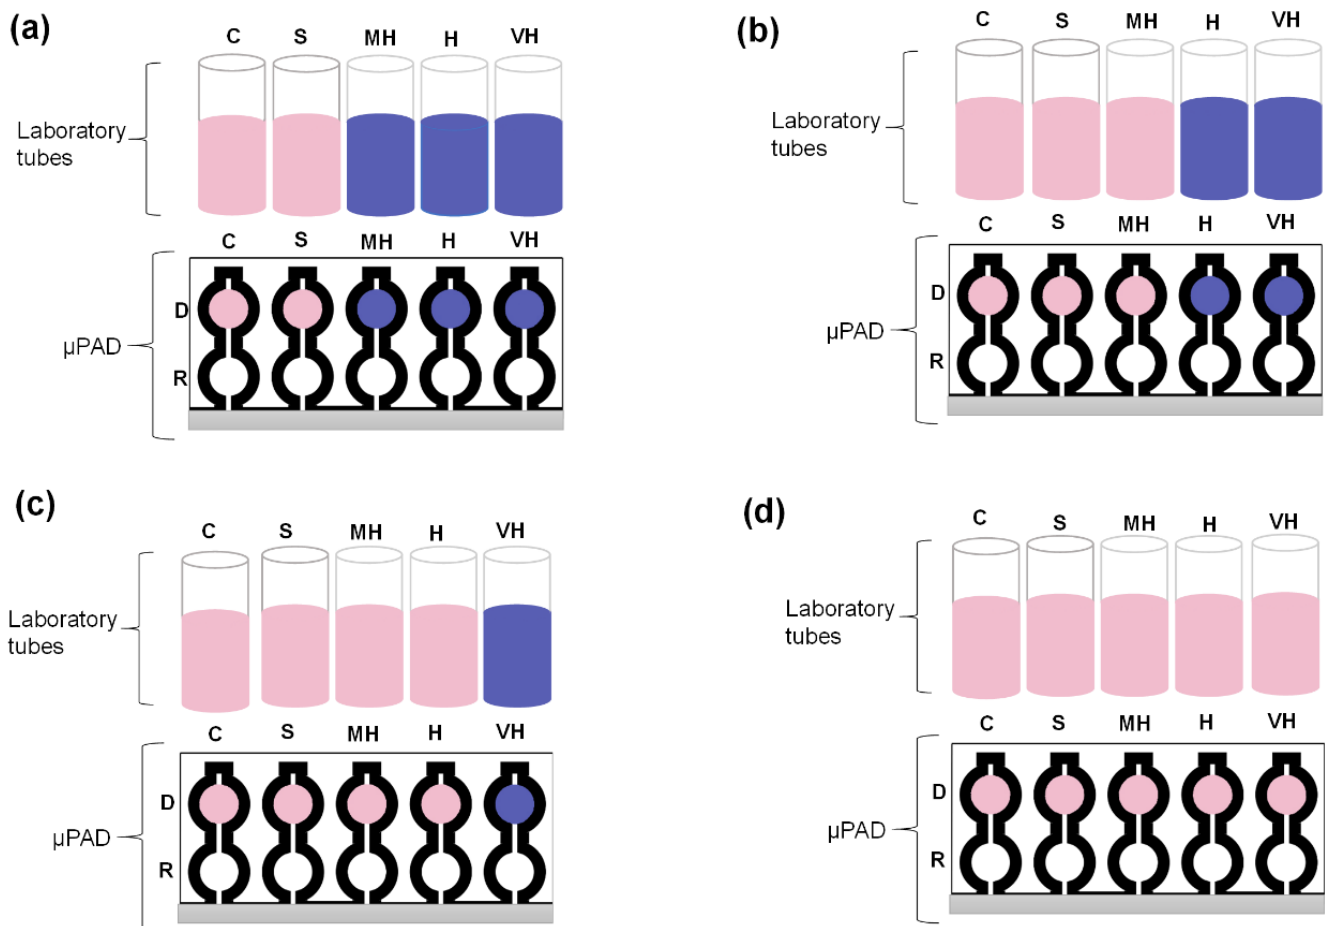 (a)
C S MH H VH
Laboratory
tubes
C S MH H VH
D
µPAD
R
(b)
C S MH H VH
Laboratory
tubes
C S MH H VH
D
µPAD
R
(c)
C S MH H VH
Laboratory
tubes
C S MH H VH
D
µPAD
R
(d)
C S MH H VH
Laboratory
tubes
C S MH H VH
D
µPAD
R